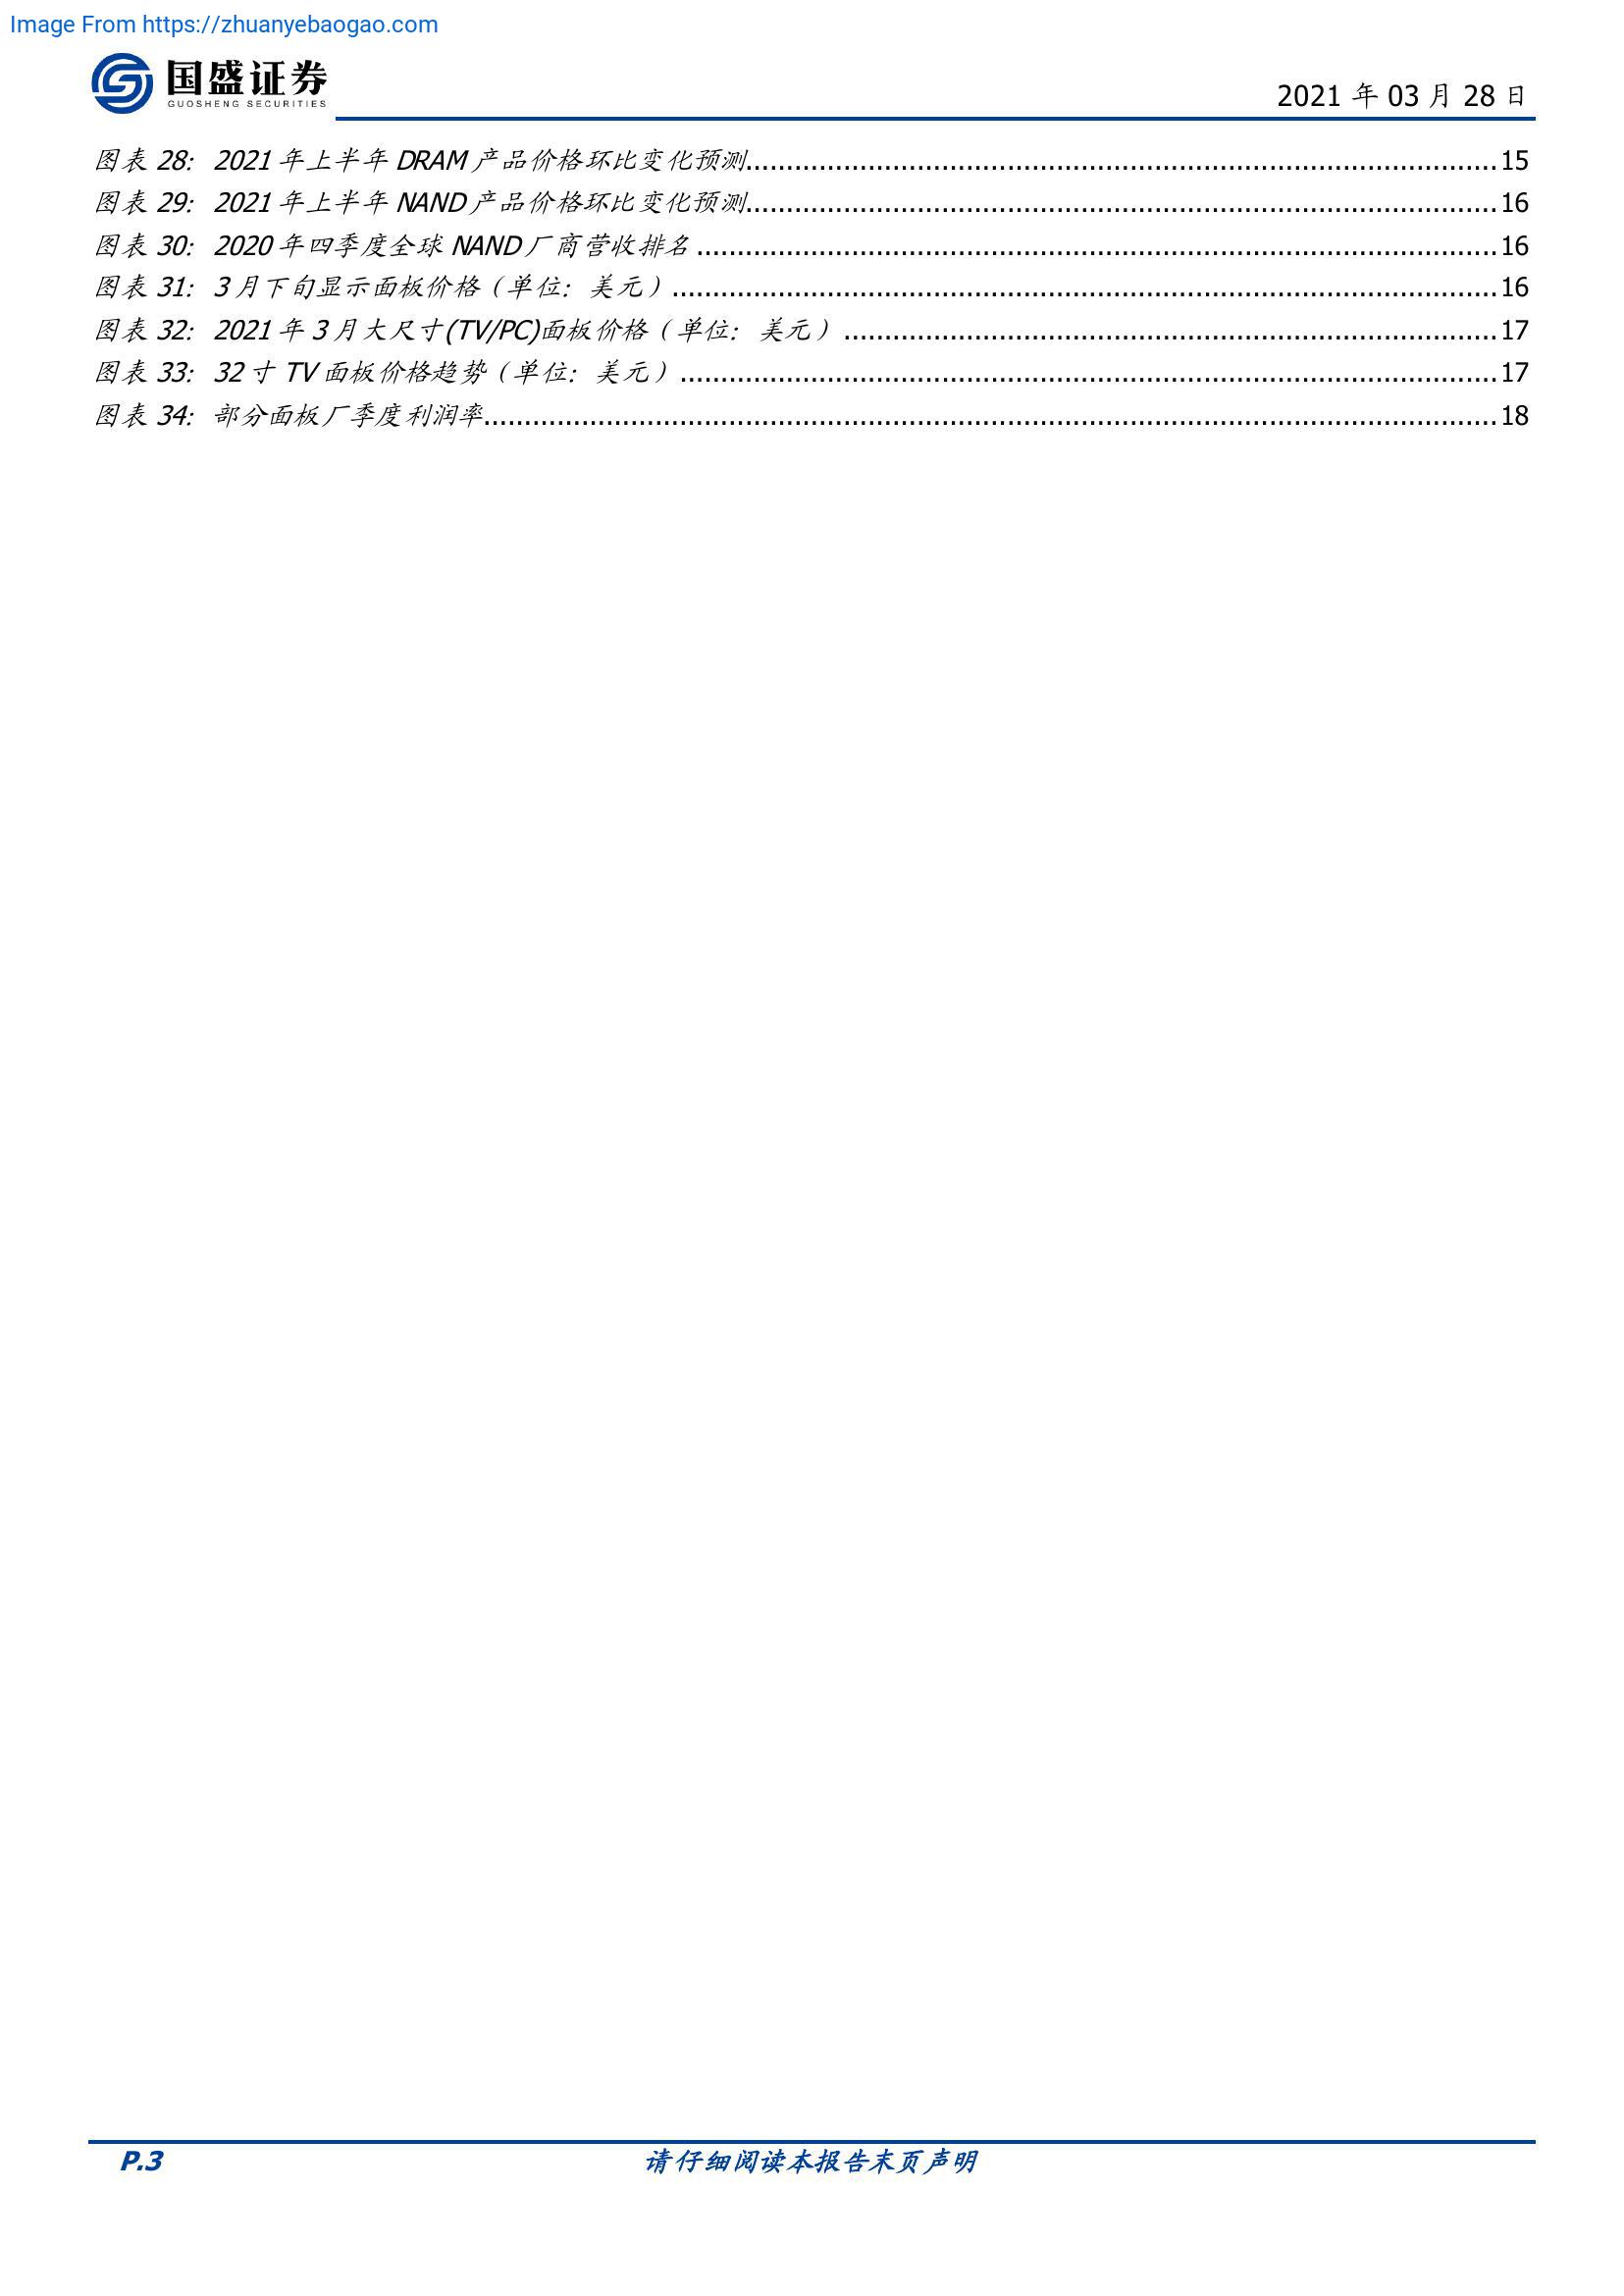 Image From https://zhuanyebaogao.com
国盛证券
GUOSHENG SECURITIES
2021 年 03 月 28 日
图表 28: 2021 年上半年 DRAM 产品价格环比变化预测 15
图表 29: 2021 年上半年 NAND 产品价格环比变化预测 16
图表 30: 2020 年四季度全球 NAND 厂商营收排名 16
图表 31: 3 月下旬显示面板价格（单位：美元） 16
图表 32: 2021 年 3 月大尺寸(TV/PC)面板价格（单位：美元） 17
图表 33: 32 寸 TV 面板价格趋势（单位：美元） 17
图表 34: 部分面板厂季度利润率 18
P.3
请仔细阅读本报告末页声明